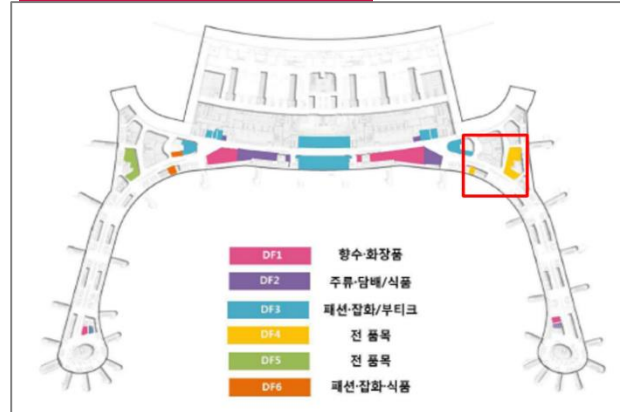 DF1 향수·화장품
DF2 주류·담배/식품
DF3 패션·잡화/부티크
DF4 전 품목
DF5 전 품목
DF6 패션·잡화·식품